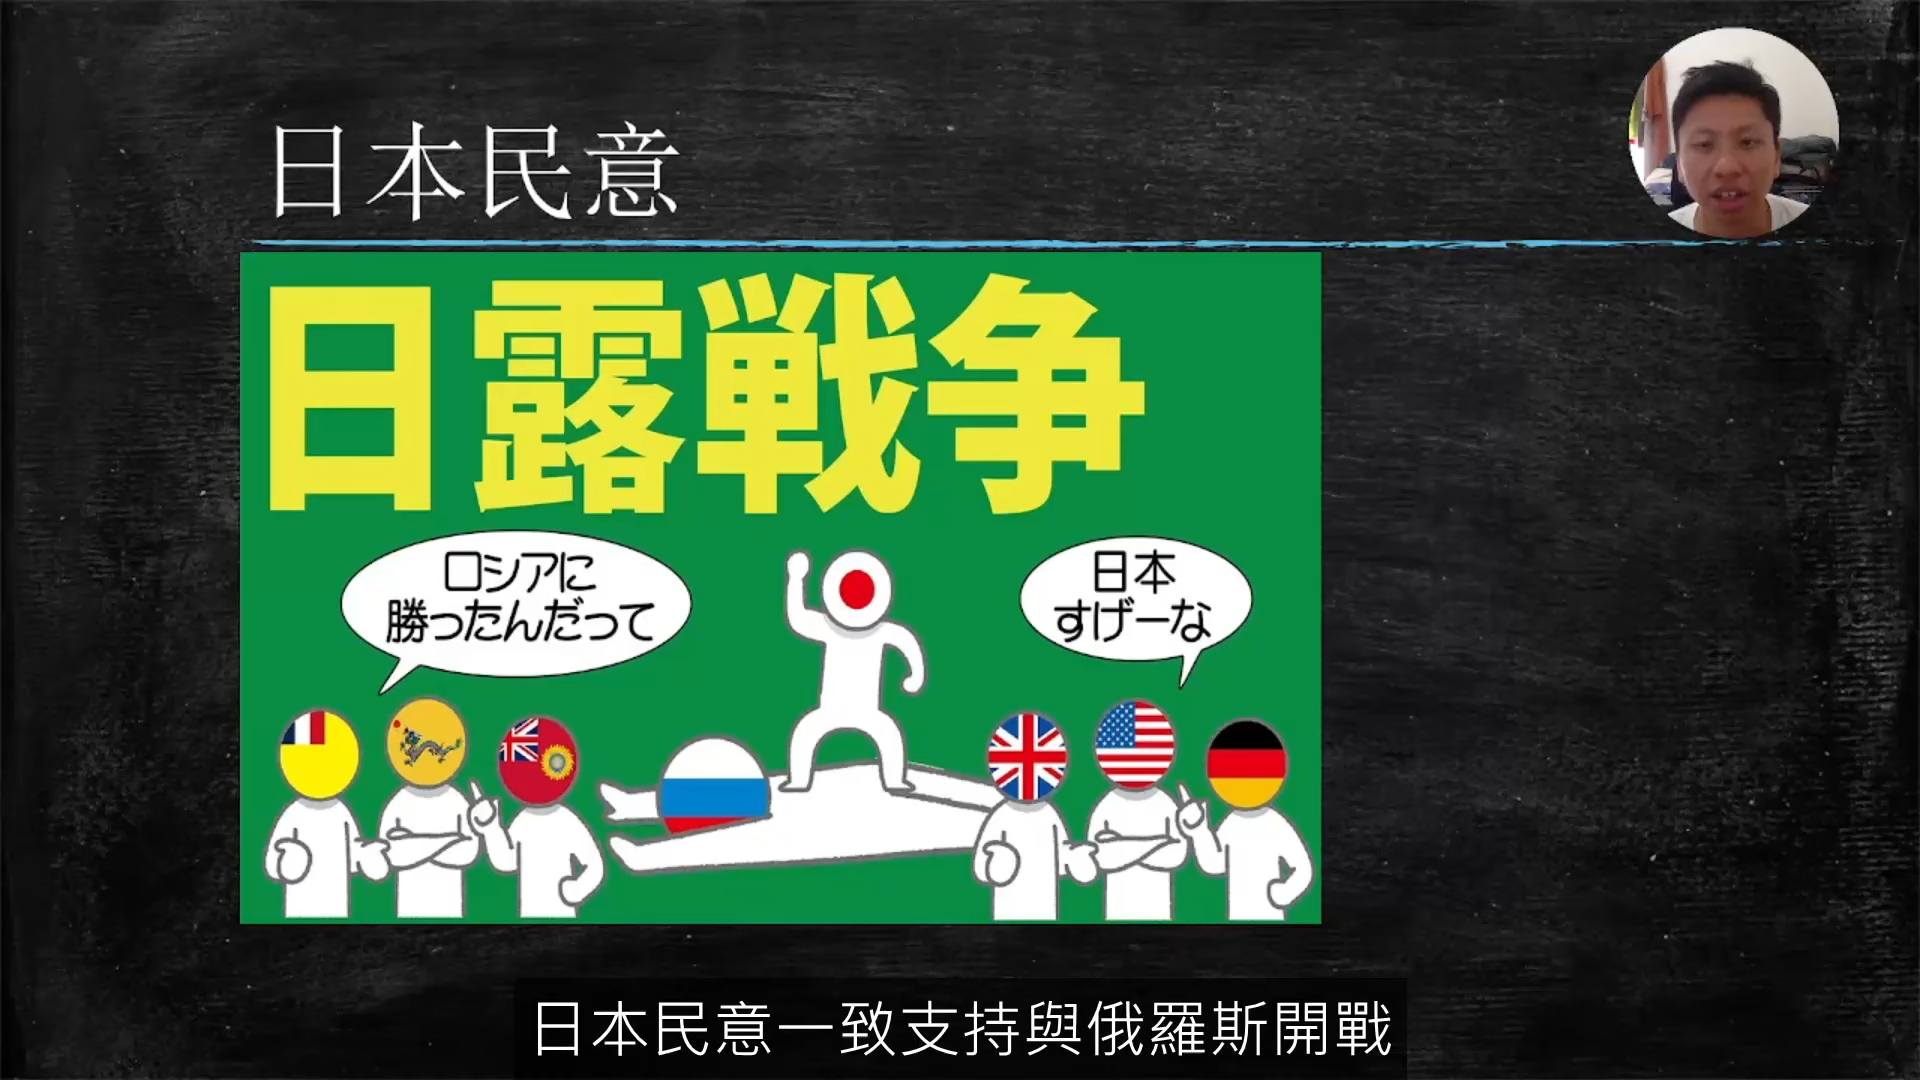 日本民意
日露戦争
ロシアに
勝ったんだって
日本
すげーな
日本民意一致支持與俄羅斯開戰